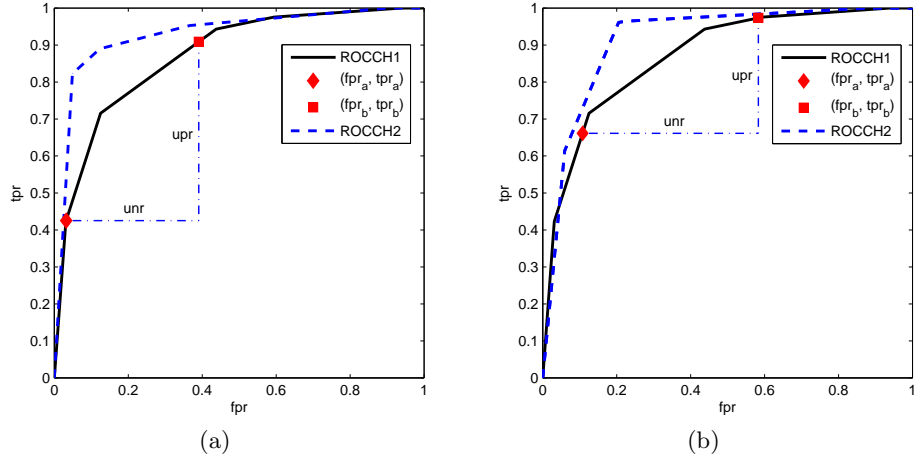 1
0.9
0.8
0.7
0.6
0.5
0.4
0.3
0.2
0.1
0
tpr
0 0.2 0.4 0.6 0.8 1
fpr
upr
unr
ROCCH1
(fpr_a, tpr_a)
(fpr_b, tpr_b)
ROCCH2
(a)
1
0.9
0.8
0.7
0.6
0.5
0.4
0.3
0.2
0.1
0
tpr
0 0.2 0.4 0.6 0.8 1
fpr
upr
unr
ROCCH1
(fpr_a, tpr_a)
(fpr_b, tpr_b)
ROCCH2
(b)